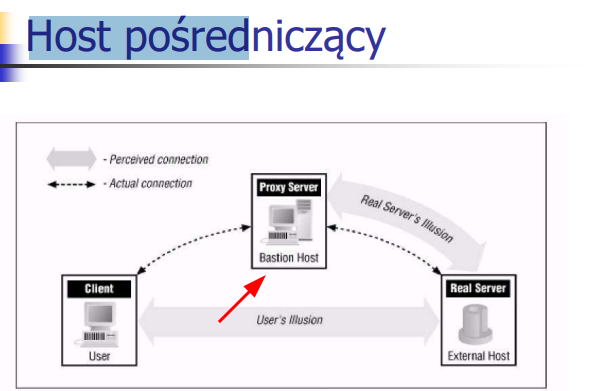 Host pośredniczący
- Perceived connection
- Actual connection
Proxy Server
Bastion Host
Real Server's Illusion
Client
User
User's Illusion
Real Server
External Host